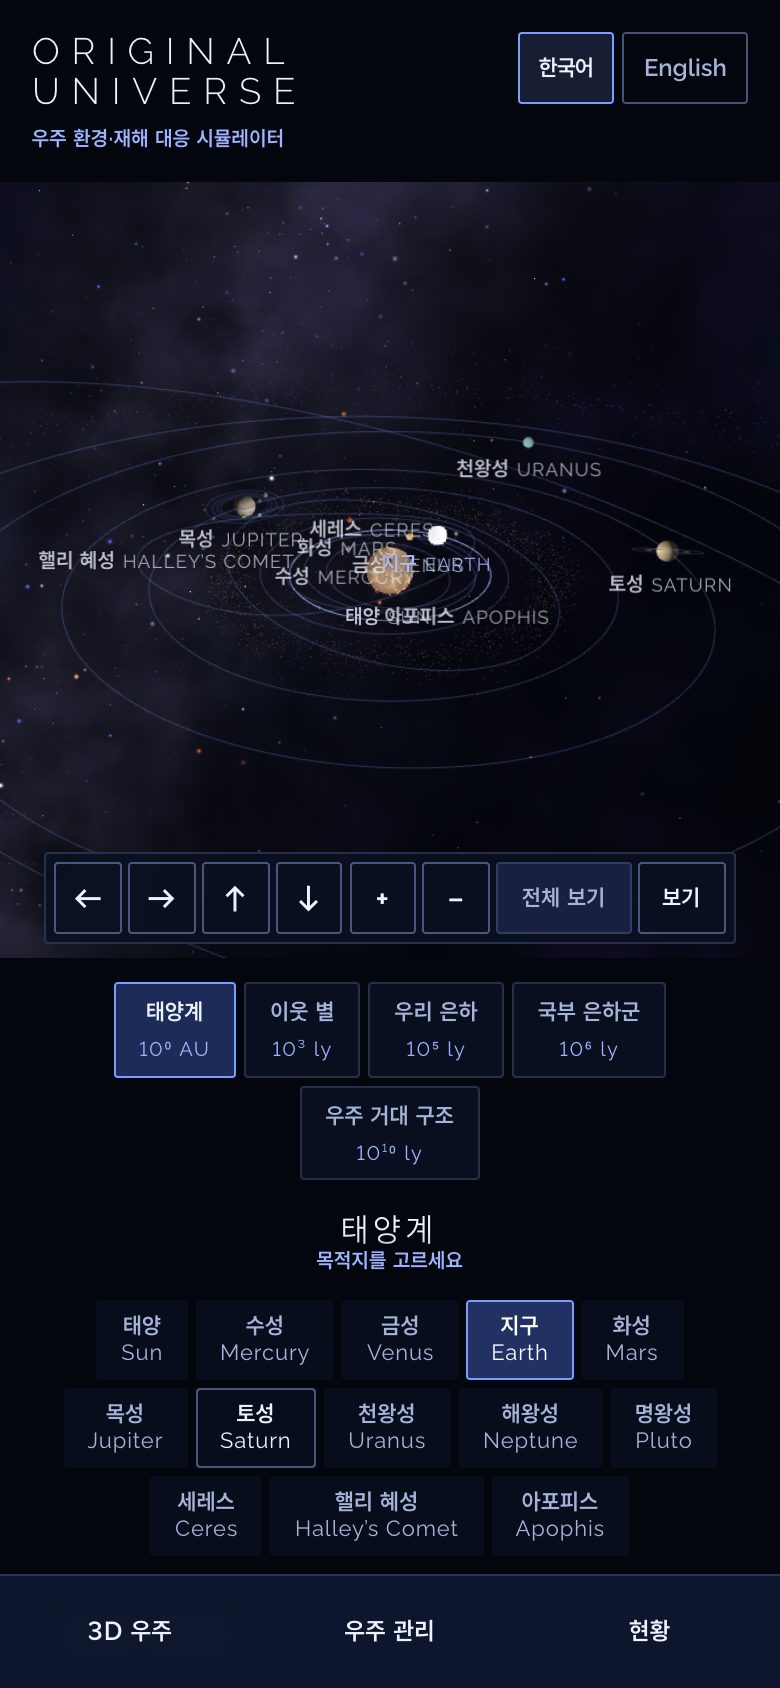 ORIGINAL
UNIVERSE
우주 환경·재해 대응 시뮬레이터
한국어
English
천왕성 URANUS
목성 JUPITER
세레스 CERES
화성 MARS
핼리 혜성 HALLEY'S COMET
지구 EARTH
수성 MERCURY
토성 SATURN
태양
아포피스 APOPHIS
← → ↑ ↓ + − 전체 보기 보기
태양계
10⁰ AU
이웃 별
10³ ly
우리 은하
10⁵ ly
국부 은하군
10⁶ ly
우주 거대 구조
10¹⁰ ly
태양계
목적지를 고르세요
태양
Sun
수성
Mercury
금성
Venus
지구
Earth
화성
Mars
목성
Jupiter
토성
Saturn
천왕성
Uranus
해왕성
Neptune
명왕성
Pluto
세레스
Ceres
핼리 혜성
Halley’s Comet
아포피스
Apophis
3D 우주
우주 관리
현황